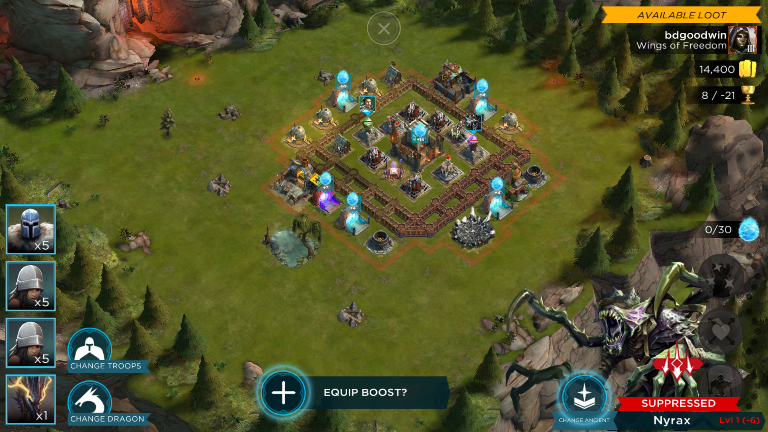 AVAILABLE LOOT
bdgoodwin
Wings of Freedom
14,400
8 / -21
0/30
x5
x5
x5
x1
CHANGE TROOPS
CHANGE DRAGON
EQUIP BOOST?
CHANGE ANCIENT
SUPPRESSED
Nyrax Lvl 1 (-6)